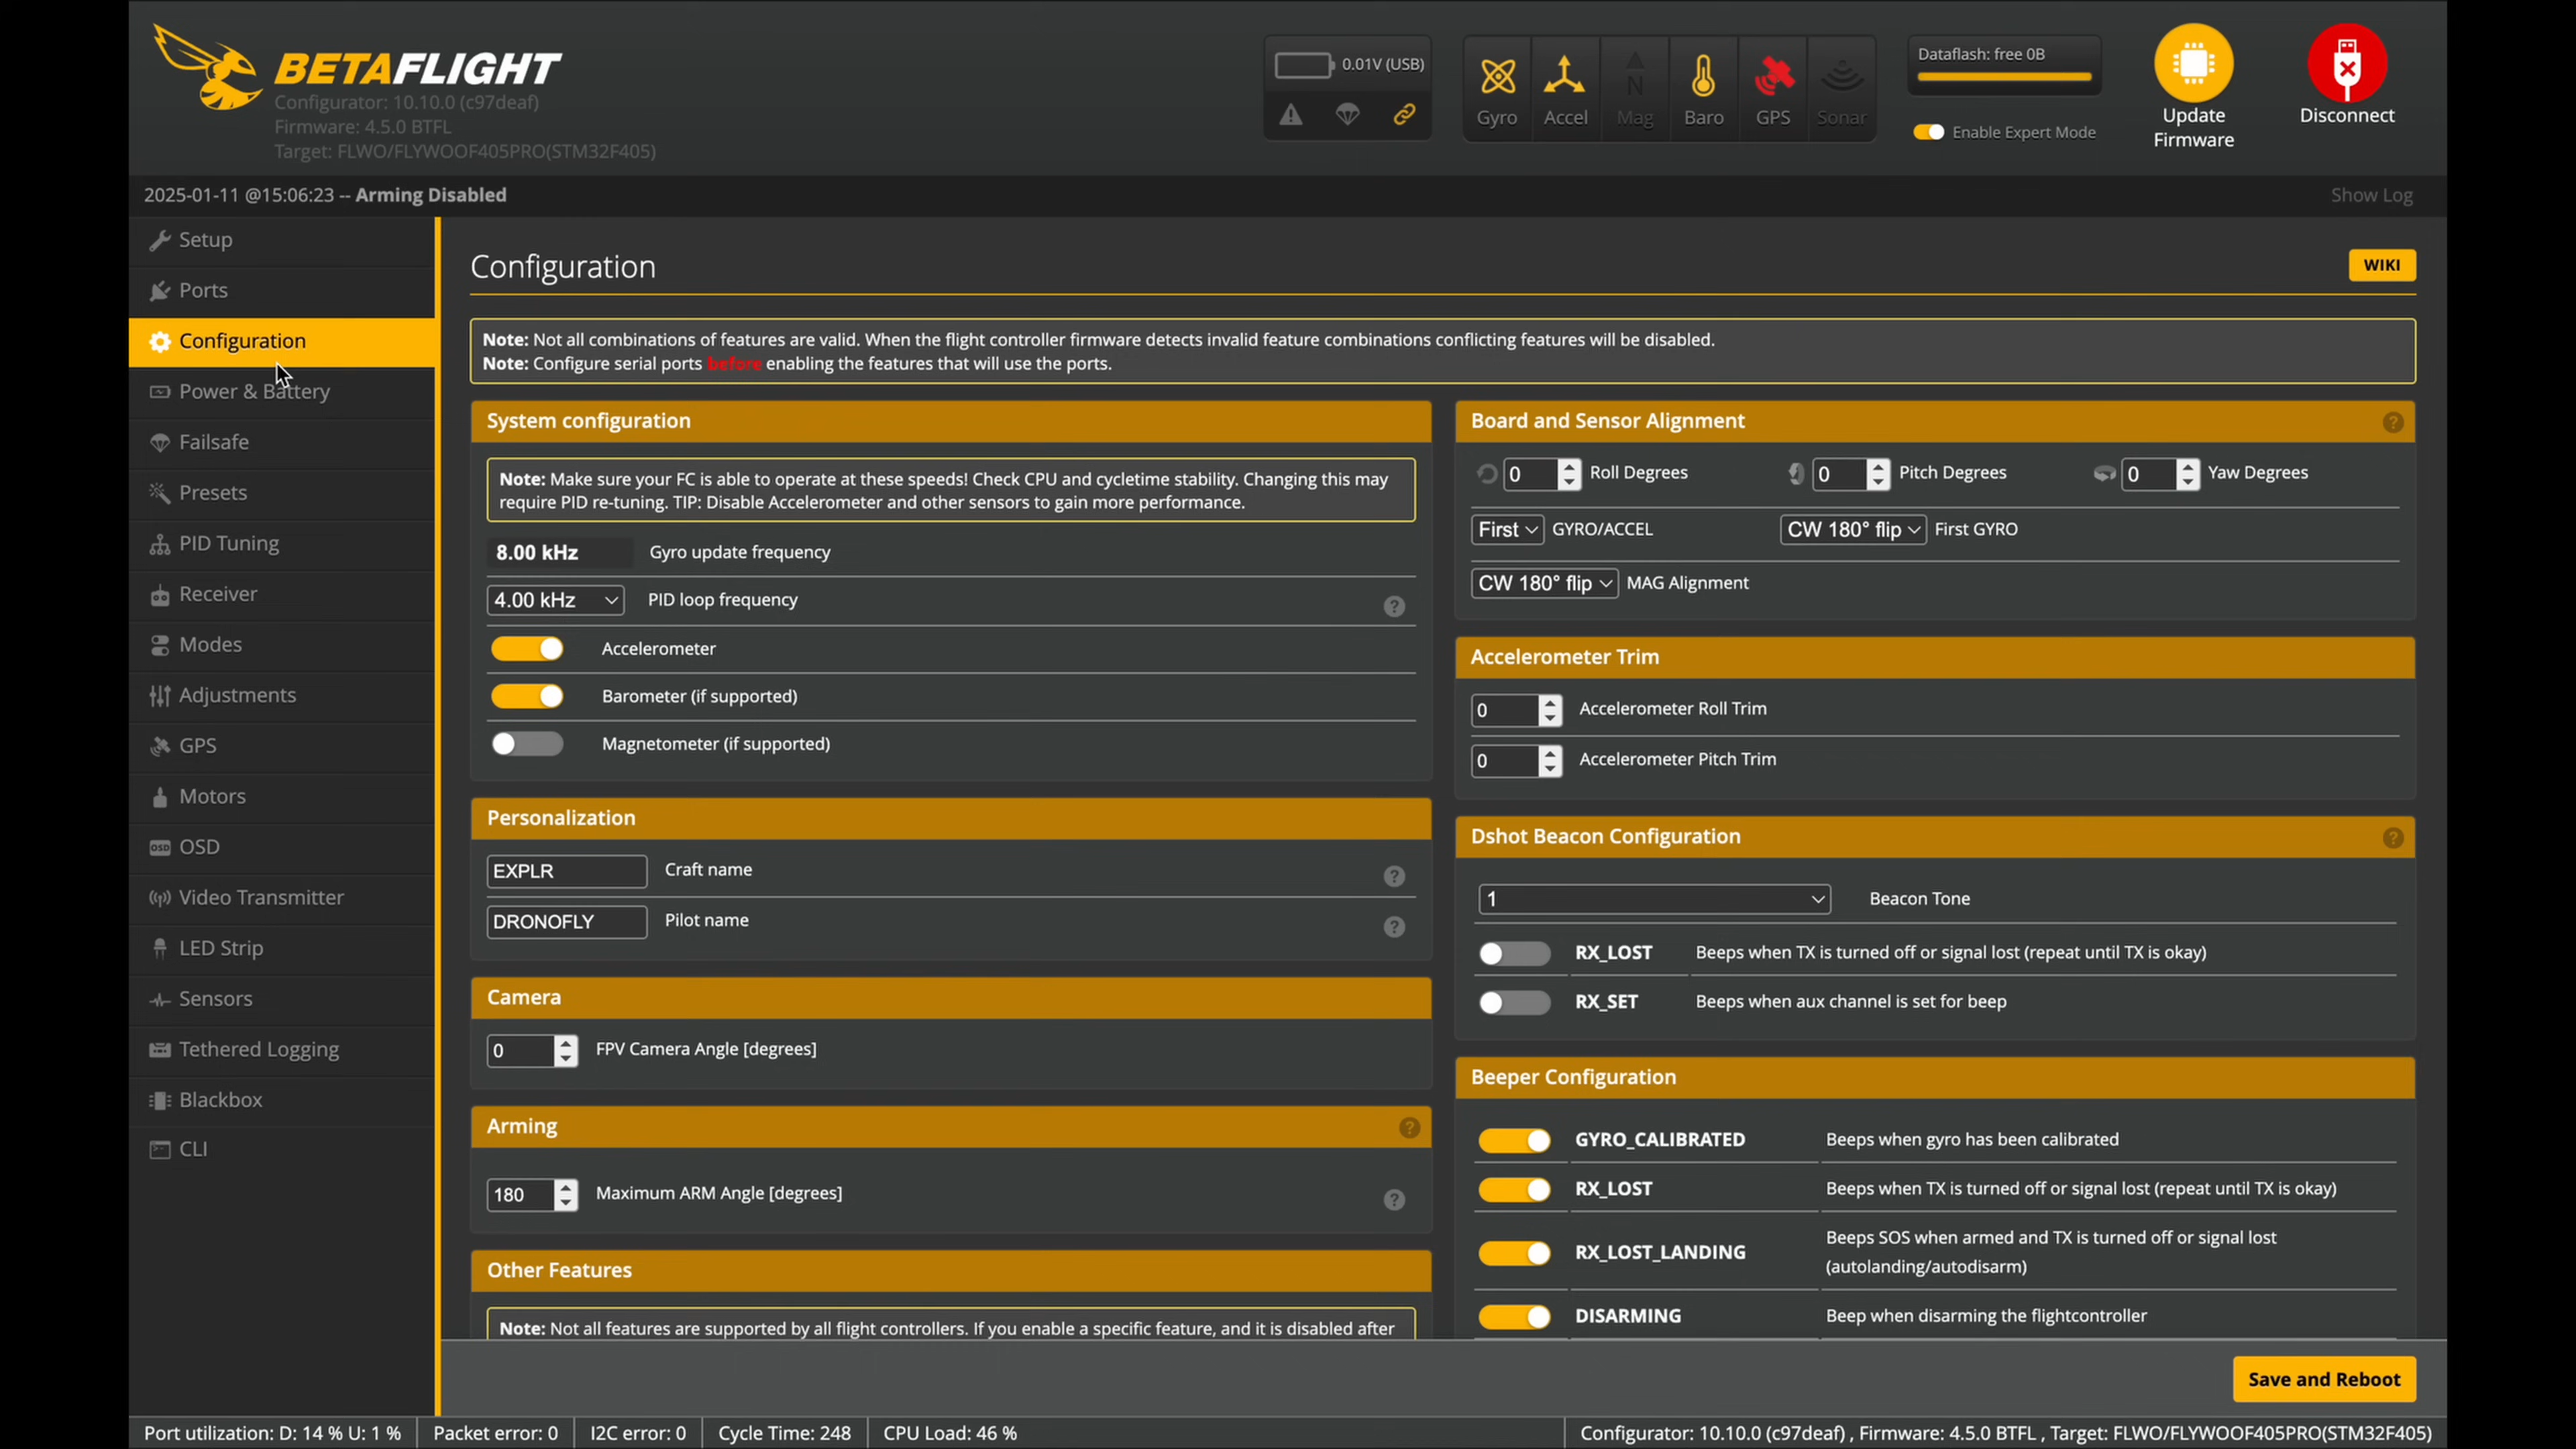 BETAFLIGHT
Configurator: 10.10.0 (c97deaf)
Firmware: 4.5.0 BTFL
Target: FLWO/FLYWOOF405PRO(STM32F405)
0.01V (USB)
Gyro
Accel
N
Mag
Baro
GPS
Sonar
Dataflash: free 0B
Enable Expert Mode
Update
Firmware
Disconnect
2025-01-11 @15:06:23 -- Arming Disabled
Show Log
Setup
Ports
Configuration
Power & Battery
Failsafe
Presets
PID Tuning
Receiver
Modes
Adjustments
GPS
Motors
OSD OSD
Video Transmitter
LED Strip
Sensors
Tethered Logging
Blackbox
CLI
Configuration
WIKI
Note: Not all combinations of features are valid. When the flight controller firmware detects invalid feature combinations conflicting features will be disabled.
Note: Configure serial ports before enabling the features that will use the ports.
System configuration
Note: Make sure your FC is able to operate at these speeds! Check CPU and cycletime stability. Changing this may
require PID re-tuning. TIP: Disable Accelerometer and other sensors to gain more performance.
8.00 kHz Gyro update frequency
4.00 kHz PID loop frequency ?
Accelerometer
Barometer (if supported)
Magnetometer (if supported)
Personalization
EXPLR Craft name ?
DRONOFLY Pilot name ?
Camera
0 FPV Camera Angle [degrees]
Arming ?
180 Maximum ARM Angle [degrees] ?
Other Features
Note: Not all features are supported by all flight controllers. If you enable a specific feature, and it is disabled after
Board and Sensor Alignment ?
0 Roll Degrees 0 Pitch Degrees 0 Yaw Degrees
First GYRO/ACCEL CW 180° flip First GYRO
CW 180° flip MAG Alignment
Accelerometer Trim
0 Accelerometer Roll Trim
0 Accelerometer Pitch Trim
Dshot Beacon Configuration ?
1 Beacon Tone
RX_LOST Beeps when TX is turned off or signal lost (repeat until TX is okay)
RX_SET Beeps when aux channel is set for beep
Beeper Configuration
GYRO_CALIBRATED Beeps when gyro has been calibrated
RX_LOST Beeps when TX is turned off or signal lost (repeat until TX is okay)
RX_LOST_LANDING Beeps SOS when armed and TX is turned off or signal lost
(autolanding/autodisarm)
DISARMING Beep when disarming the flightcontroller
Save and Reboot
Port utilization: D: 14 % U: 1 %
Packet error: 0
I2C error: 0
Cycle Time: 248
CPU Load: 46 %
Configurator: 10.10.0 (c97deaf) , Firmware: 4.5.0 BTFL , Target: FLWO/FLYWOOF405PRO(STM32F405)